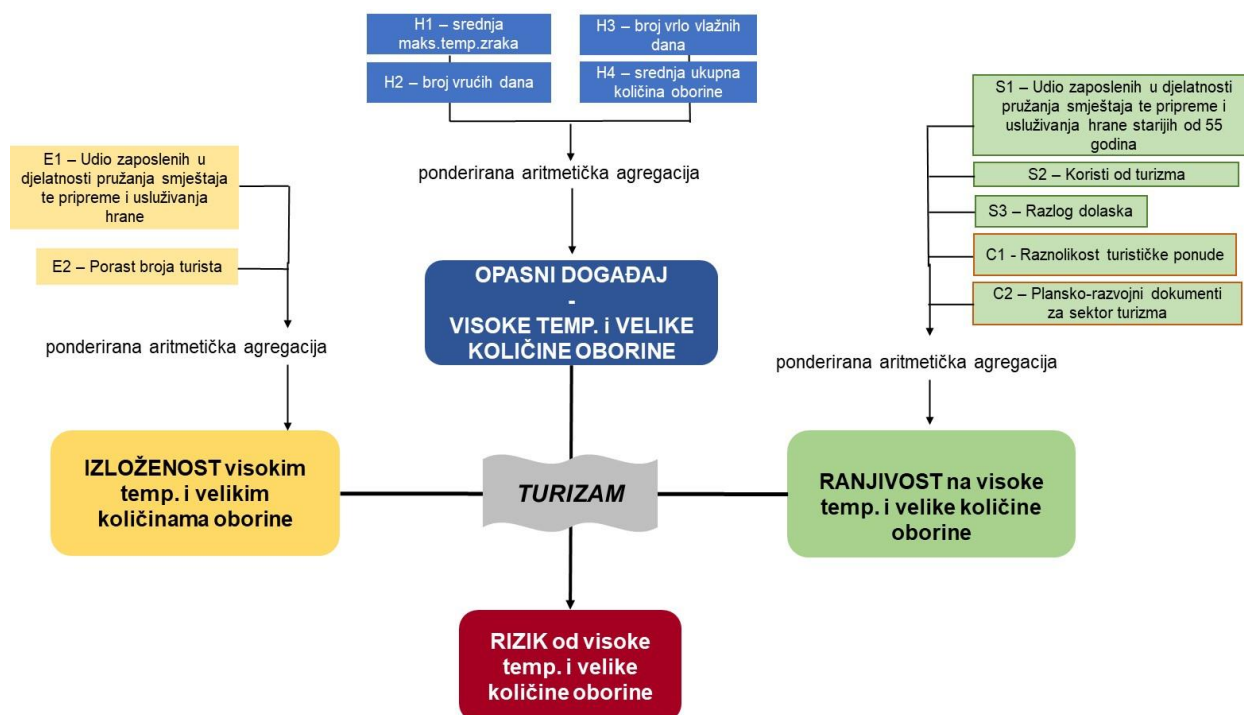 H1 – srednja
maks.temp.zraka
H3 – broj vrlo vlažnih
dana
H2 – broj vrućih dana
H4 – srednja ukupna
količina oborine
ponderirana aritmetička agregacija
OPASNI DOGAĐAJ
-
VISOKE TEMP. i VELIKE
KOLIČINE OBORINE
E1 – Udio zaposlenih u
djelatnosti pružanja smještaja
te pripreme i usluživanja
hrane
E2 – Porast broja turista
ponderirana aritmetička agregacija
IZLOŽENOST visokim
temp. i velikim
količinama oborine
S1 – Udio zaposlenih u djelatnosti
pružanja smještaja te pripreme i
usluživanja hrane starijih od 55
godina
S2 – Koristi od turizma
S3 – Razlog dolaska
C1 - Raznolikost turističke ponude
C2 – Plansko-razvojni dokumenti
za sektor turizma
ponderirana aritmetička agregacija
RANJIVOST na visoke
temp. i velike količine
oborine
TURIZAM
RIZIK od visoke
temp. i velike
količine oborine